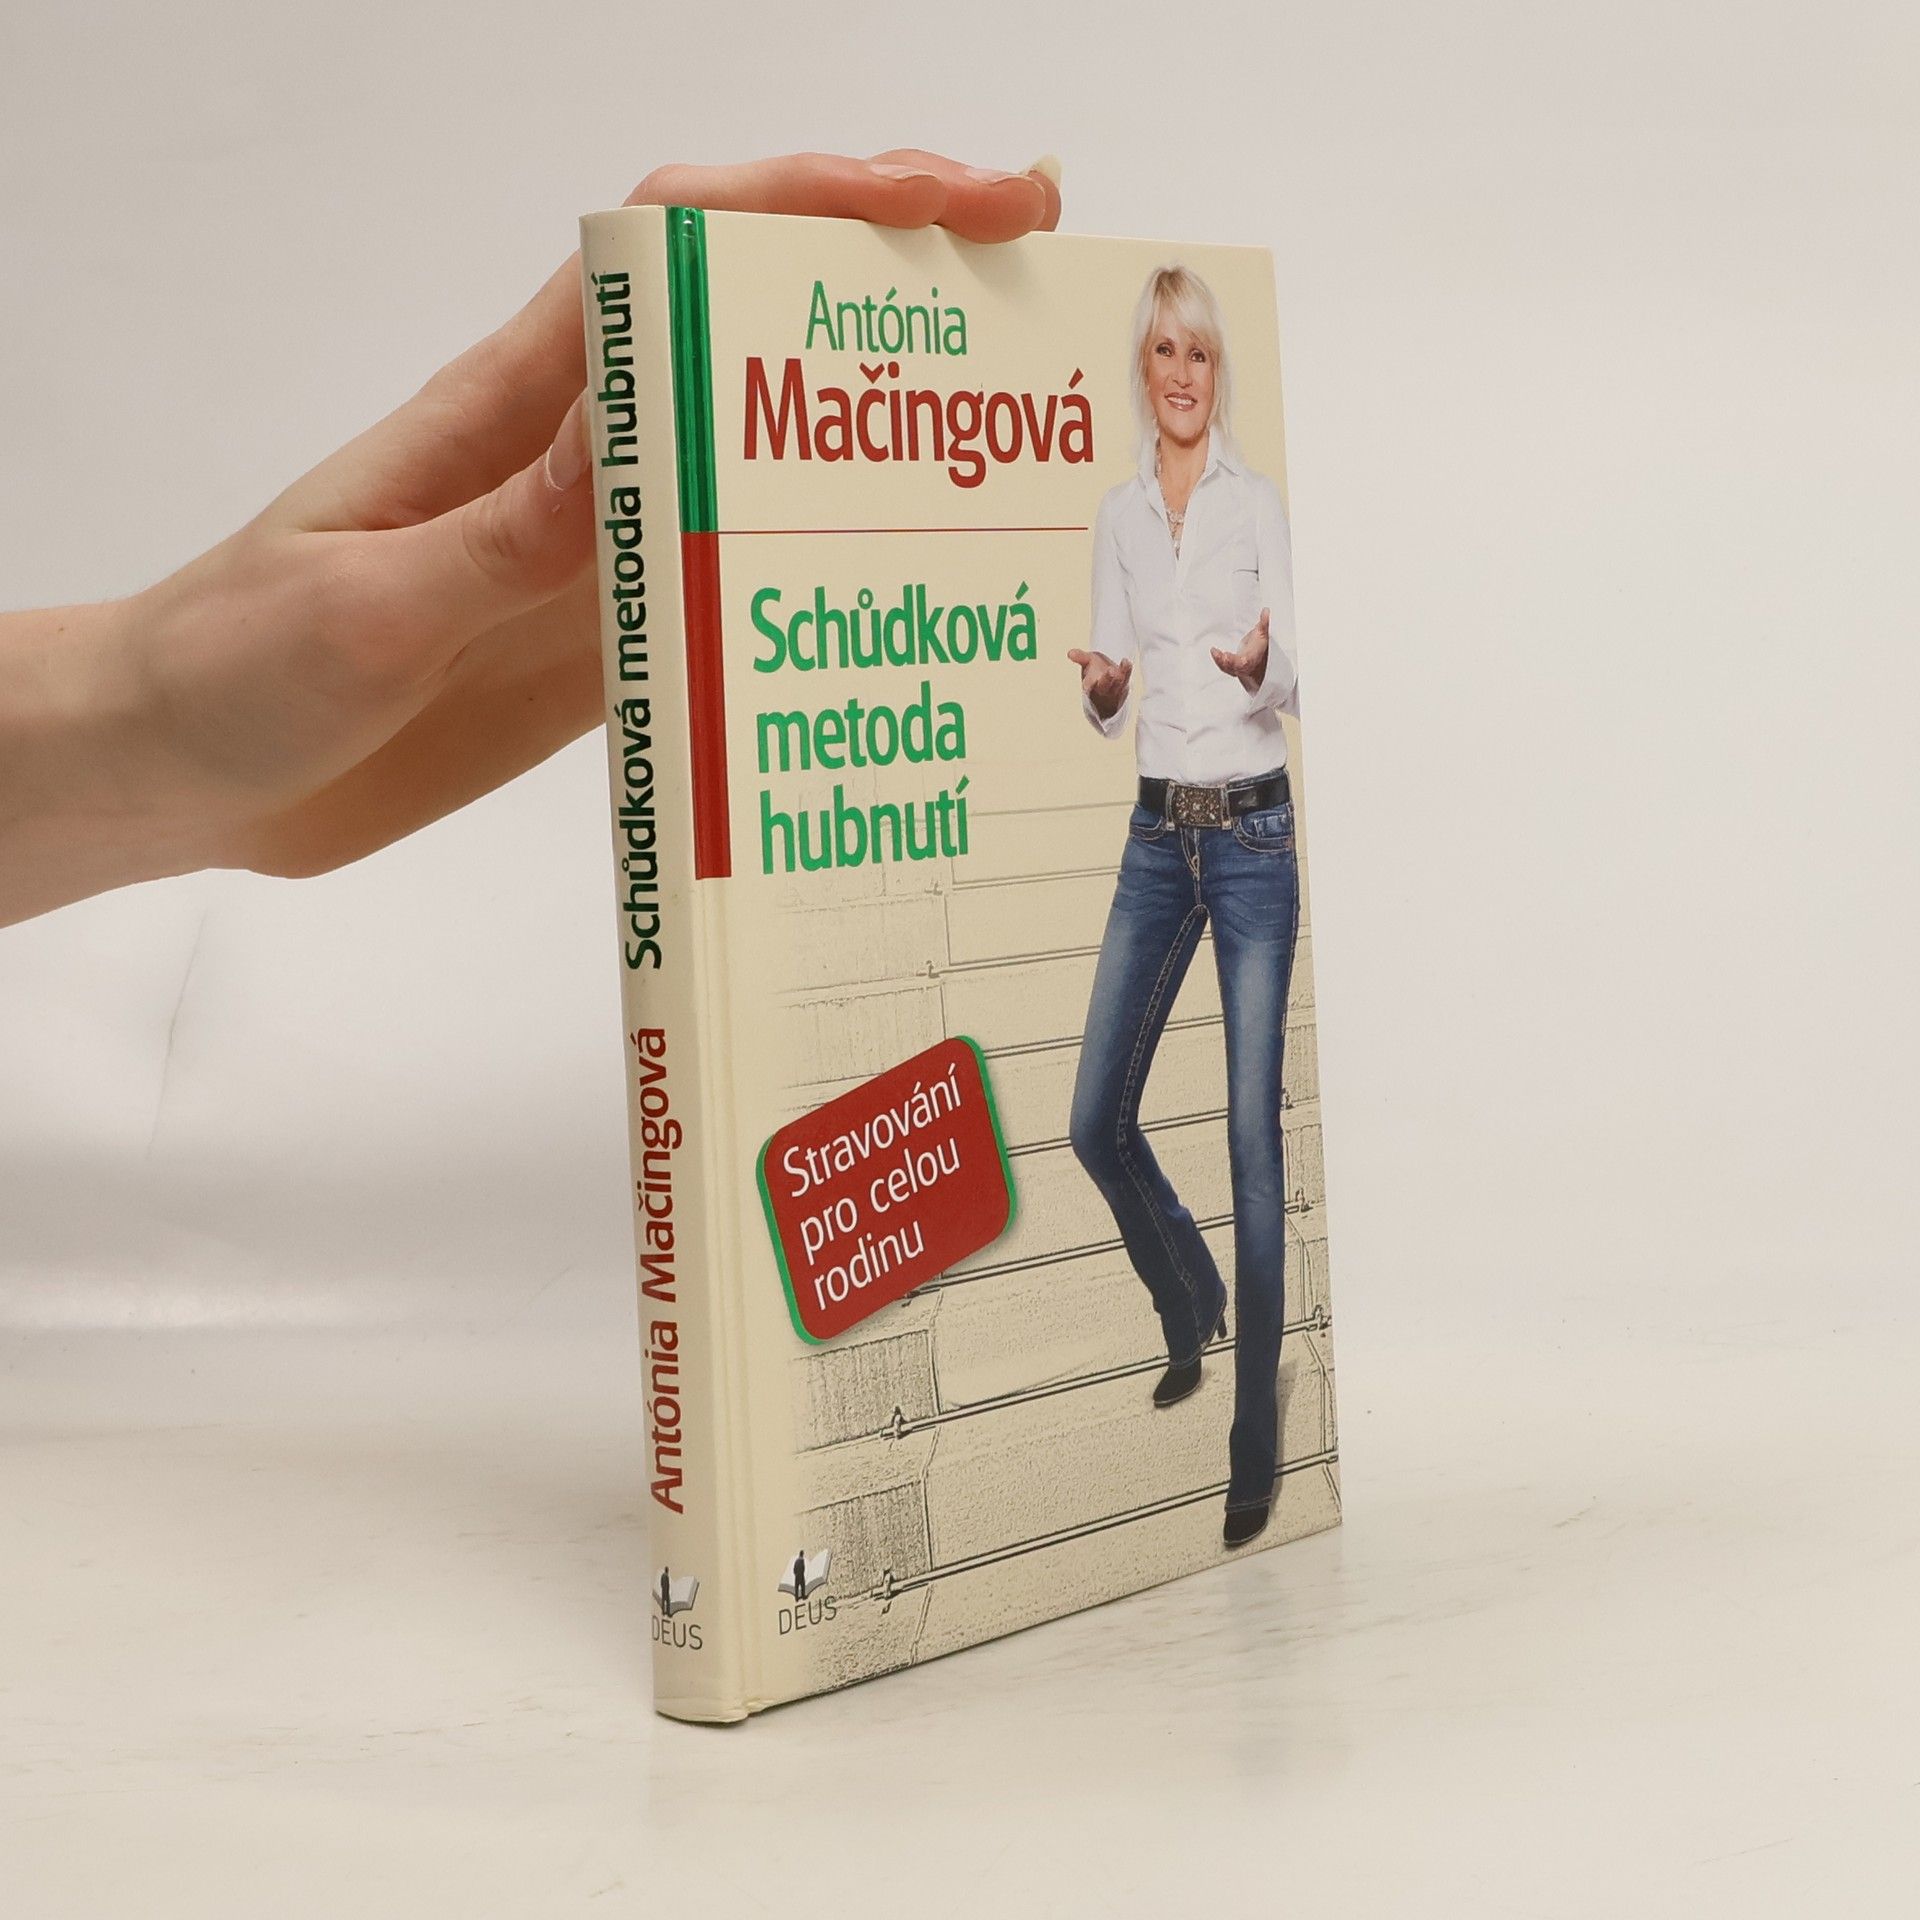 Antónia Mačingová Schůdková metoda hubnutí
DEUS
Antónia
Mačingová
Schůdková
metoda
hubnutí
Stravování
pro celou
rodinu
DEUS